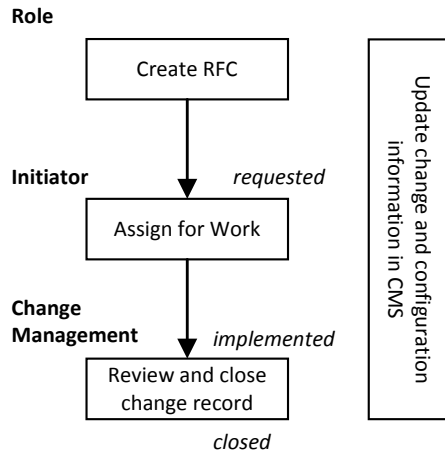 Role
Create RFC
Initiator
requested
Assign for Work
Change
Management
implemented
Review and close
change record
closed
Update change and configuration
information in CMS